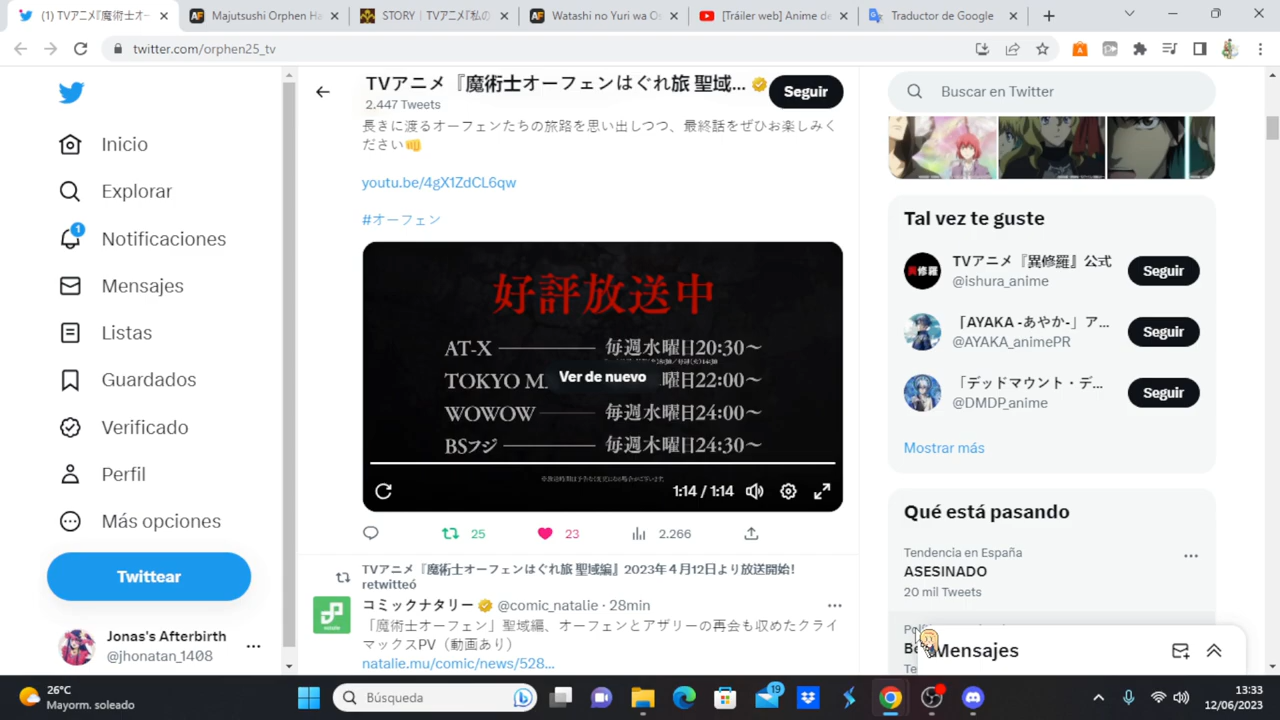 (1) TVアニメ『魔術士オー
Majutsushi Orphen Ha
STORY | TVアニメ『私の
Watashi no Yuri wa Os
[Tráiler web] Anime de
Traductor de Google
twitter.com/orphen25_tv
TVアニメ『魔術士オーフェンはぐれ旅 聖域...
2.447 Tweets
Seguir
長きに渡るオーフェンたちの旅路を思い出しつつ、最終話をぜひお楽しみく
ださい👊
youtu.be/4gX1ZdCL6qw
#オーフェン
好評放送中
AT-X 毎週水曜日20:30〜
TOKYO M 曜日22:00〜
Ver de nuevo
WOWOW 毎週水曜日24:00〜
BSフジ 毎週木曜日24:30〜
1:14 / 1:14
25
23
2.266
TVアニメ『魔術士オーフェンはぐれ旅 聖域編』2023年４月12日より放送開始!
retwitteó
コミックナタリー @comic_natalie · 28min
「魔術士オーフェン」聖域編、オーフェンとアザリーの再会も収めたクライ
マックスPV（動画あり）
natalie.mu/comic/news/528...
Inicio
Explorar
1
Notificaciones
Mensajes
Listas
Guardados
Verificado
Perfil
Más opciones
Twittear
Jonas's Afterbirth
@jhonatan_1408
Buscar en Twitter
Tal vez te guste
異修羅
TVアニメ『異修羅』公式
@ishura_anime
Seguir
「AYAKA ‐あやか‐」ア...
@AYAKA_animePR
Seguir
「デッドマウント・デ...
@DMDP_anime
Seguir
Mostrar más
Qué está pasando
Tendencia en España
ASESINADO
20 mil Tweets
Mensajes
26°C
Mayorm. soleado
Búsqueda
19
13:33
12/06/2023